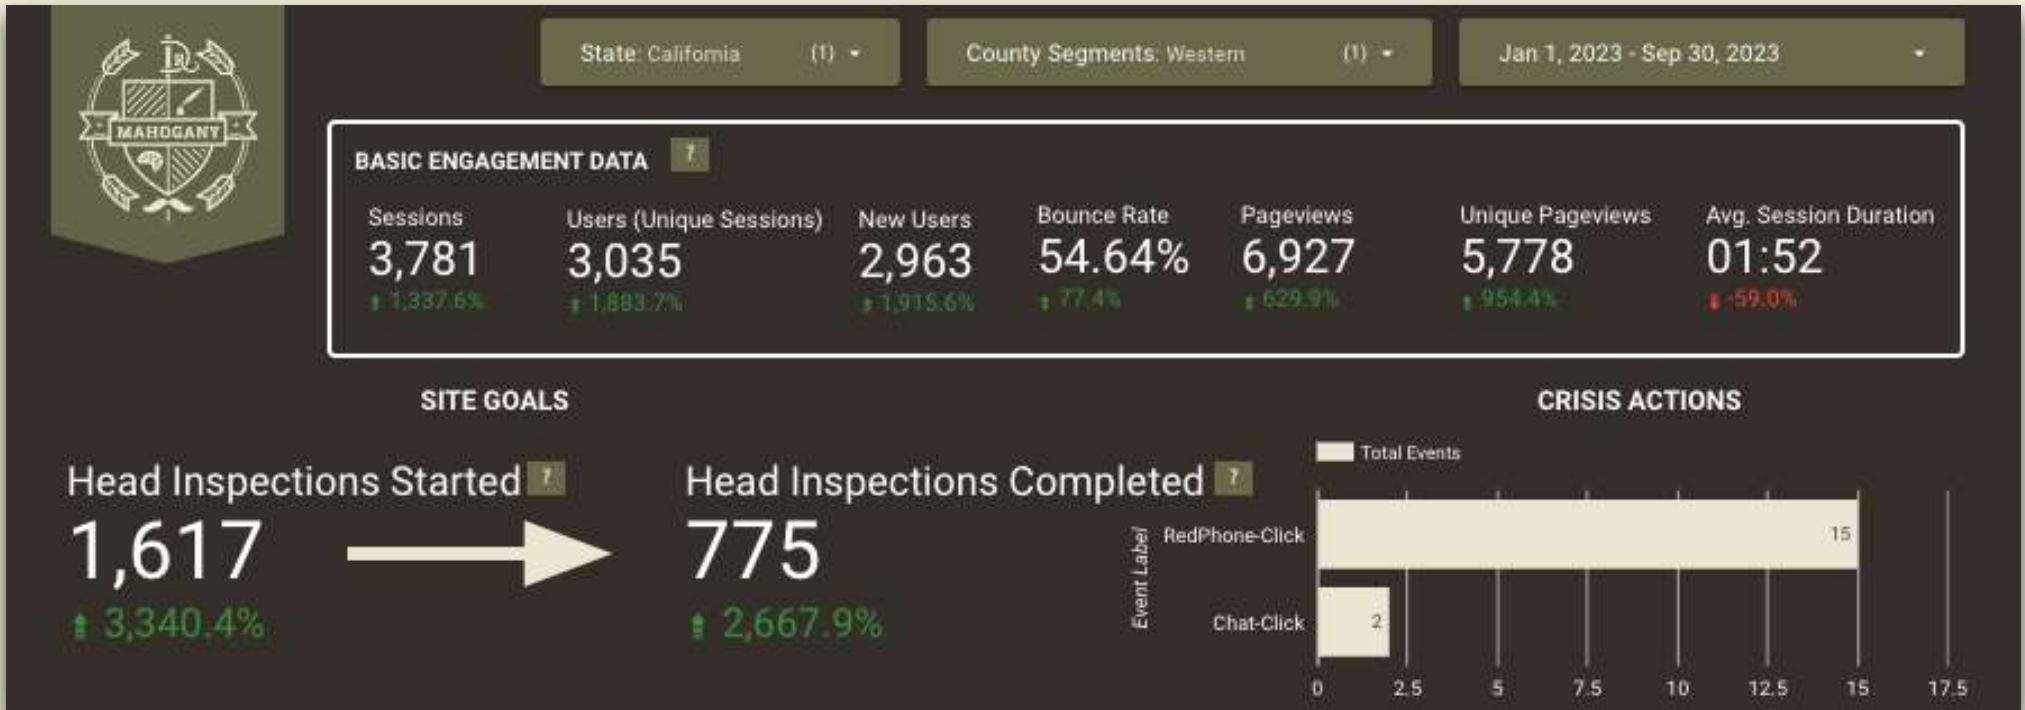 DR
MAHOGANY
State: California (1)
County Segments: Western (1)
Jan 1, 2023 - Sep 30, 2023
BASIC ENGAGEMENT DATA ?
Sessions
3,781
1,337.6%
Users (Unique Sessions)
3,035
1,883.7%
New Users
2,963
1,915.6%
Bounce Rate
54.64%
77.4%
Pageviews
6,927
629.9%
Unique Pageviews
5,778
954.4%
Avg. Session Duration
01:52
-59.0%
SITE GOALS
Head Inspections Started ?
1,617
3,340.4%
Head Inspections Completed ?
775
2,667.9%
CRISIS ACTIONS
Total Events
Event Label
RedPhone-Click
15
Chat-Click
2
0 2.5 5 7.5 10 12.5 15 17.5